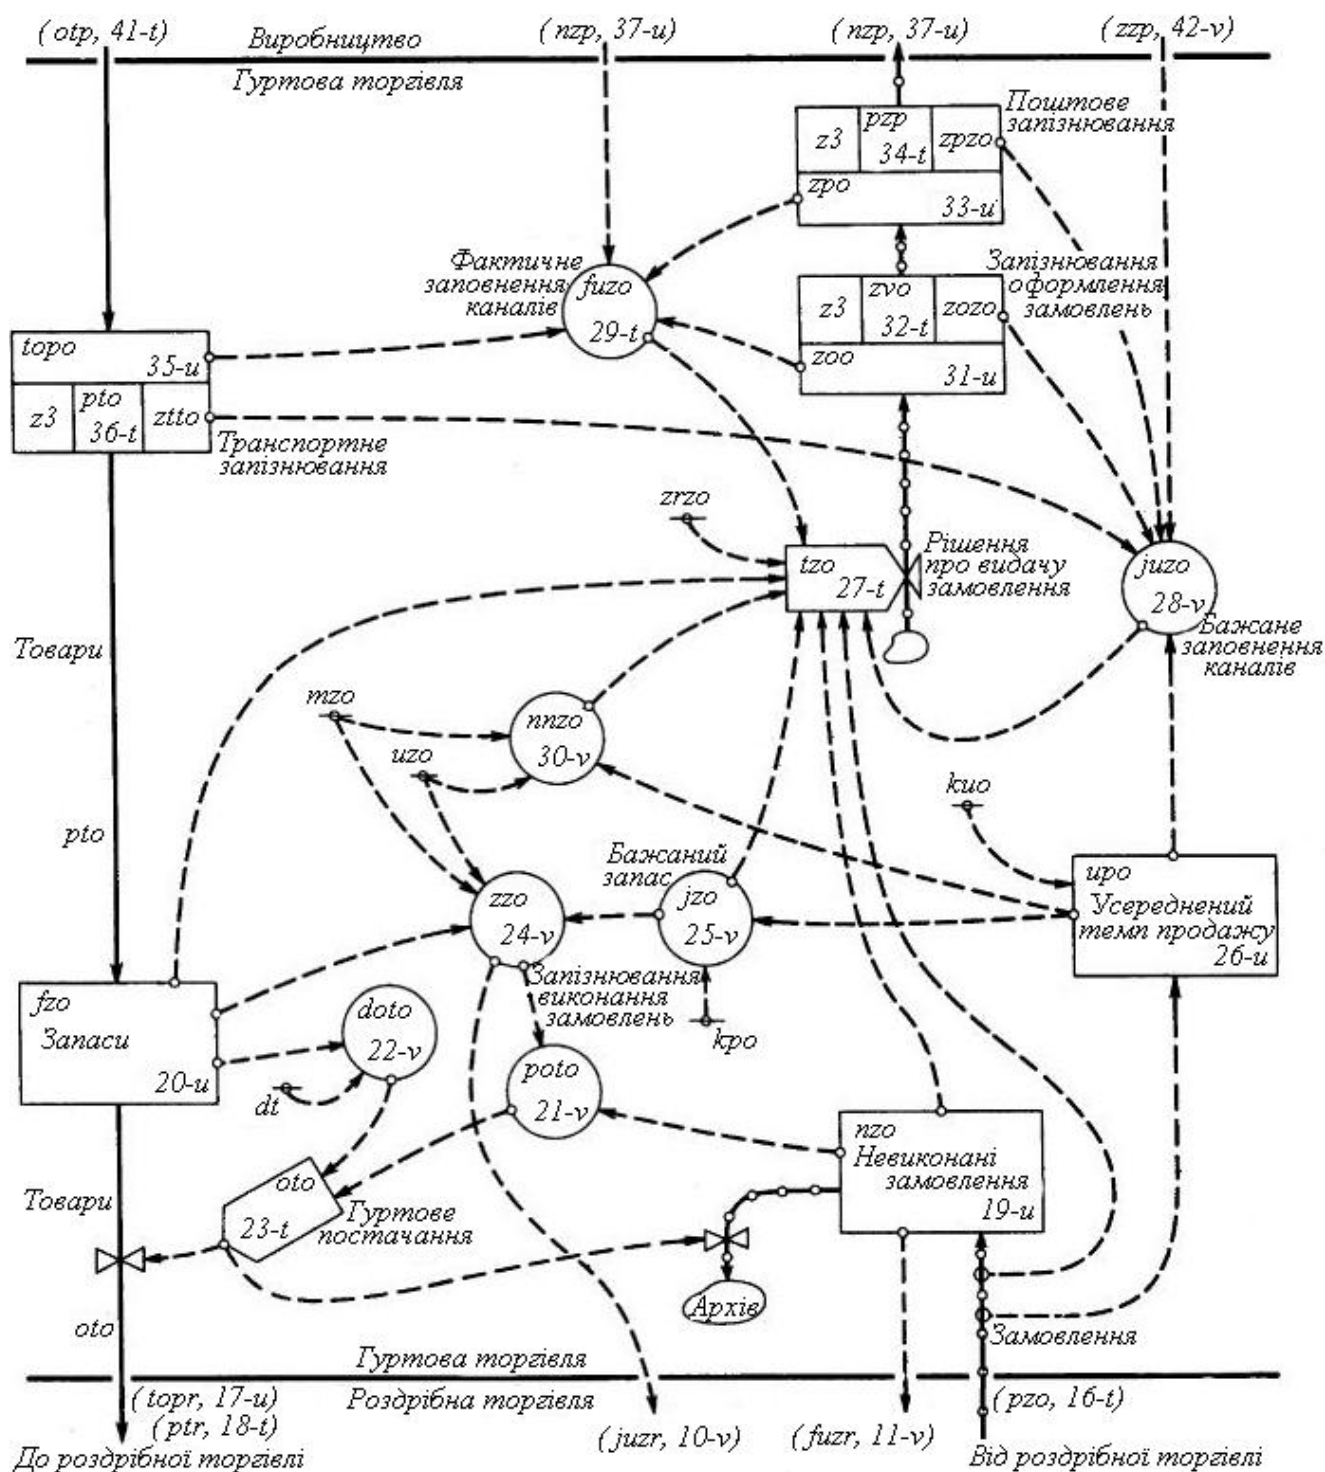 ( otp, 41-t)
( nzp, 37-u)
( nzp, 37-u)
( zzp, 42-v)
Виробництво
Гуртова торгівля
Поштове
запізнювання
z3
pzp
34-t
zpzo
zpo
33-u
Фактичне
заповнення
каналів
fuzo
29-t
Запізнювання
оформлення
замовлень
z3
zvo
32-t
zozo
zoo
31-u
topo
35-u
z3
pto
36-t
ztto
Транспортне
запізнювання
zrzo
tzo
27-t
Рішення
про видачу
замовлення
juzo
28-v
Бажане
заповнення
каналів
Товари
mzo
nnzo
30-v
uzo
kuo
pto
Бажаний
запас
zzo
24-v
jzo
25-v
upo
Усереднений
темп продажу
26-u
Запізнювання
виконання
замовлень
kpo
fzo
Запаси
20-u
doto
22-v
dt
poto
21-v
nzo
Невиконані
замовлення
19-u
Товари
oto
23-t
Гуртове
постачання
Архів
oto
Замовлення
Гуртова торгівля
Роздрібна торгівля
( topr, 17-u)
( ptr, 18-t)
( juzr, 10-v)
( fuzr, 11-v)
( pzo, 16-t)
До роздрібної торгівлі
Від роздрібної торгівлі